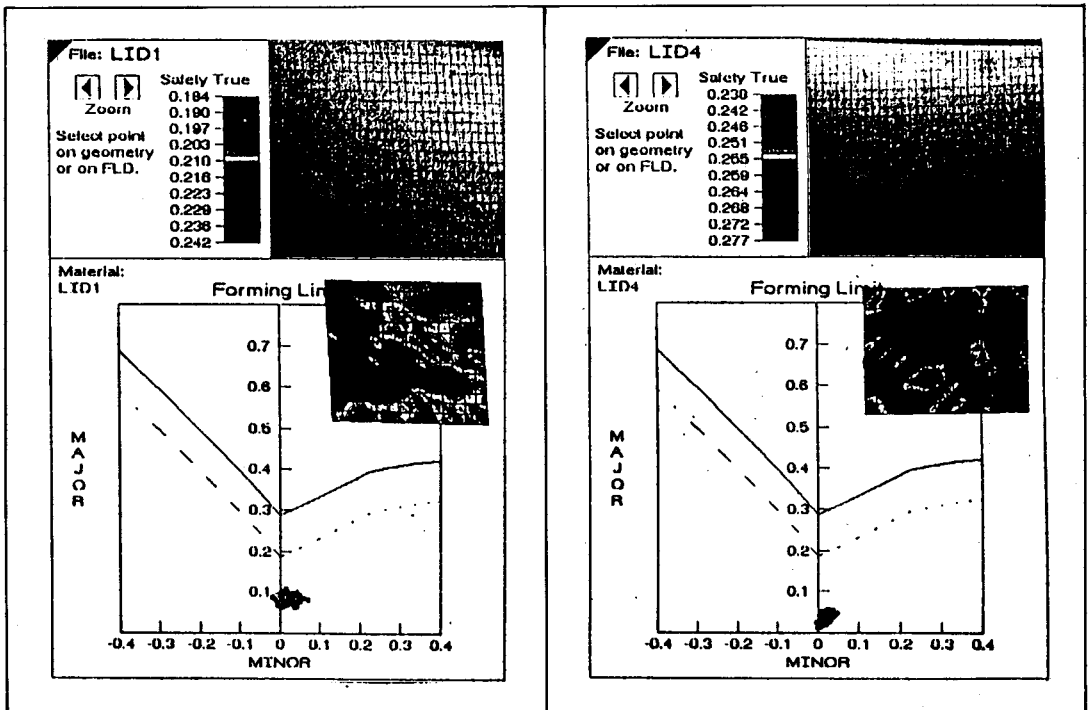 File: LID1
Zoom
Select point
on geometry
or on FLD.
Safety True
0.184
0.190
0.197
0.203
0.210
0.216
0.223
0.229
0.236
0.242
Material:
LID1
Forming Lim
MAJOR
0.7
0.6
0.5
0.4
0.3
0.2
0.1
-0.4 -0.3 -0.2 -0.1 0 0.1 0.2 0.3 0.4
MINOR
File: LID4
Zoom
Select point
on geometry
or on FLD.
Safety True
0.242
0.246
0.251
0.255
0.259
0.264
0.268
0.272
0.277
Material:
LID4
Forming Limit
MAJOR
0.7
0.6
0.5
0.4
0.3
0.2
0.1
-0.4 -0.3 -0.2 -0.1 0 0.1 0.2 0.3 0.4
MINOR